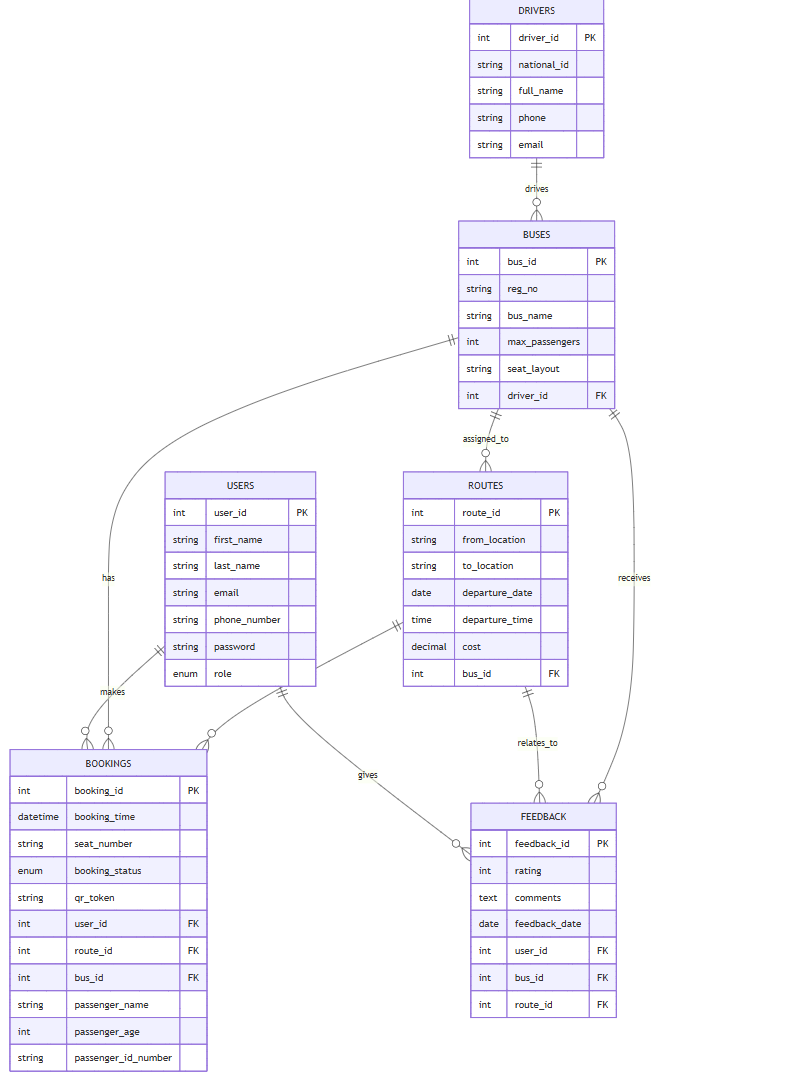 DRIVERS
int driver_id PK
string national_id
string full_name
string phone
string email
drives
BUSES
int bus_id PK
string reg_no
string bus_name
int max_passengers
string seat_layout
int driver_id FK
assigned_to
USERS
int user_id PK
string first_name
string last_name
string email
string phone_number
string password
enum role
ROUTES
int route_id PK
string from_location
string to_location
date departure_date
time departure_time
decimal cost
int bus_id FK
has
receives
makes
relates_to
gives
BOOKINGS
int booking_id PK
datetime booking_time
string seat_number
enum booking_status
string qr_token
int user_id FK
int route_id FK
int bus_id FK
string passenger_name
int passenger_age
string passenger_id_number
FEEDBACK
int feedback_id PK
int rating
text comments
date feedback_date
int user_id FK
int bus_id FK
int route_id FK